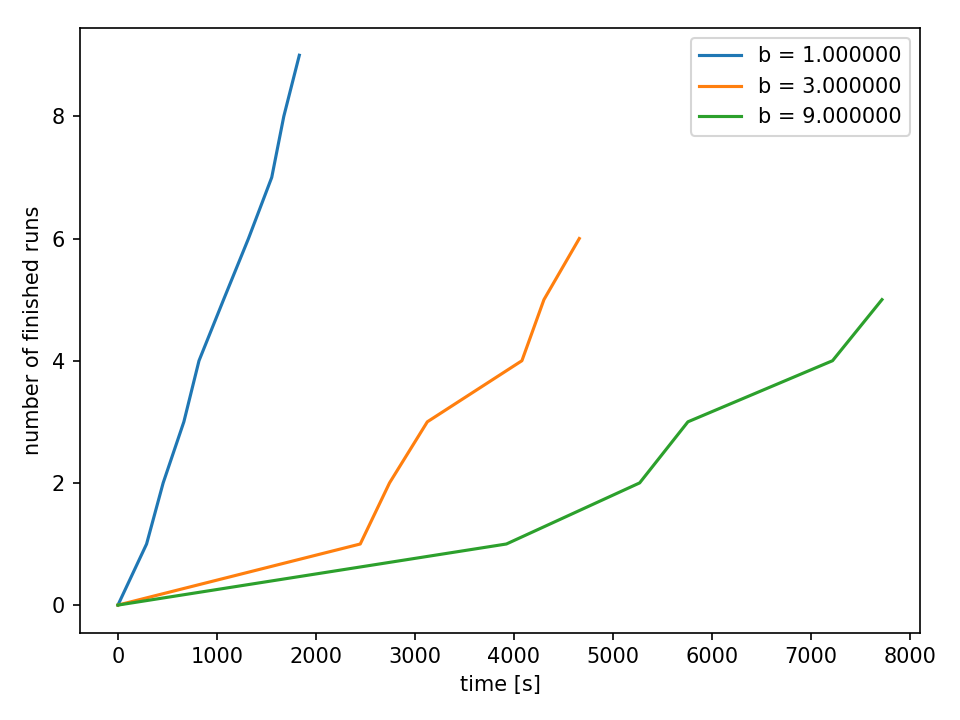 b = 1.000000
b = 3.000000
b = 9.000000
number of finished runs
8
6
4
2
0
0 1000 2000 3000 4000 5000 6000 7000 8000
time [s]